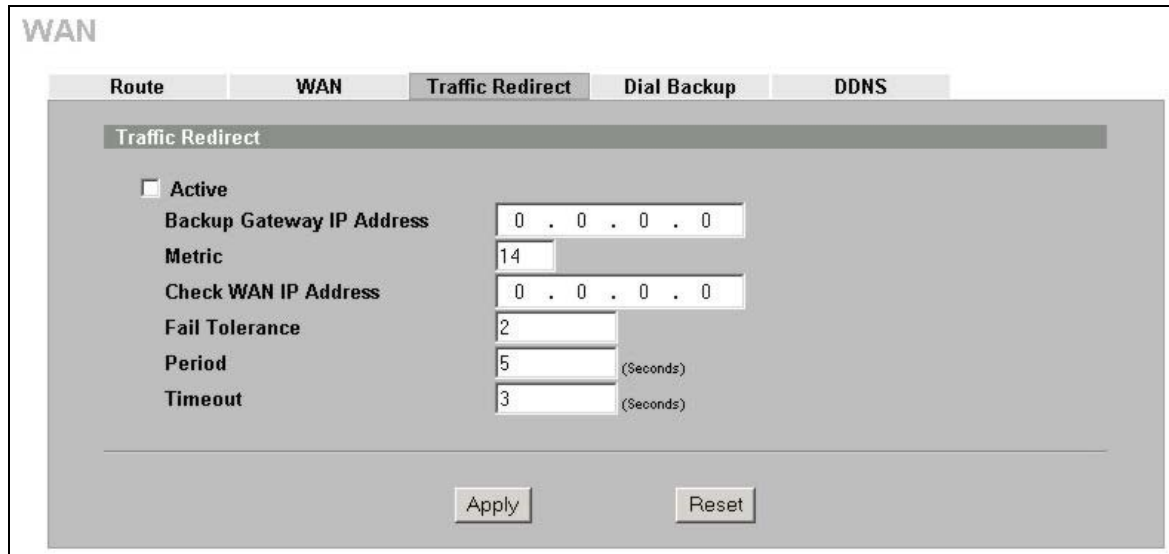 WAN
Route WAN Traffic Redirect Dial Backup DDNS
Traffic Redirect
Active
Backup Gateway IP Address 0 . 0 . 0 . 0
Metric 14
Check WAN IP Address 0 . 0 . 0 . 0
Fail Tolerance 2
Period 5 (Seconds)
Timeout 3 (Seconds)
Apply Reset